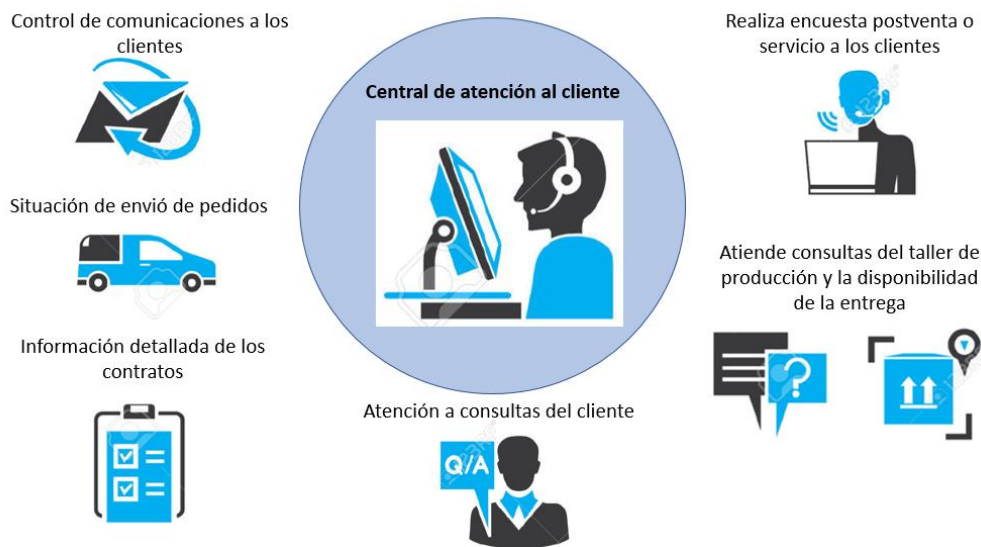 Control de comunicaciones a los
clientes
Situación de envió de pedidos
Información detallada de los
contratos
Central de atención al cliente
Atención a consultas del cliente
Q/A
Realiza encuesta postventa o
servicio a los clientes
Atiende consultas del taller de
producción y la disponibilidad
de la entrega
?